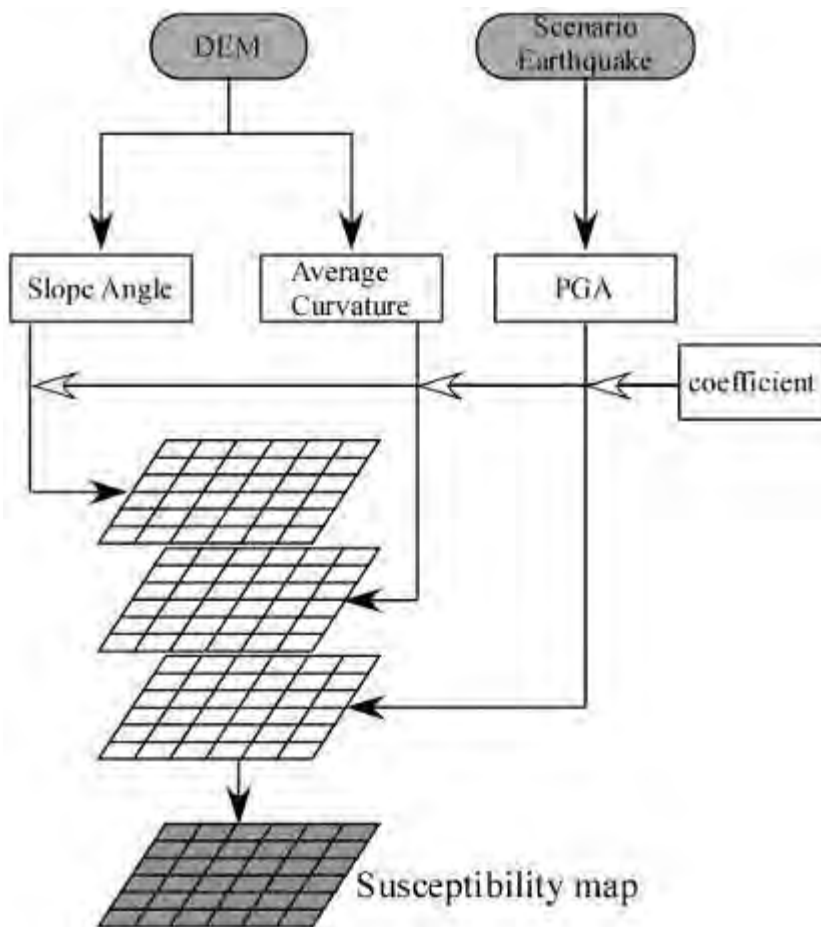 DEM
Scenario
Earthquake
Slope Angle
Average
Curvature
PGA
coefficient
Susceptibility map